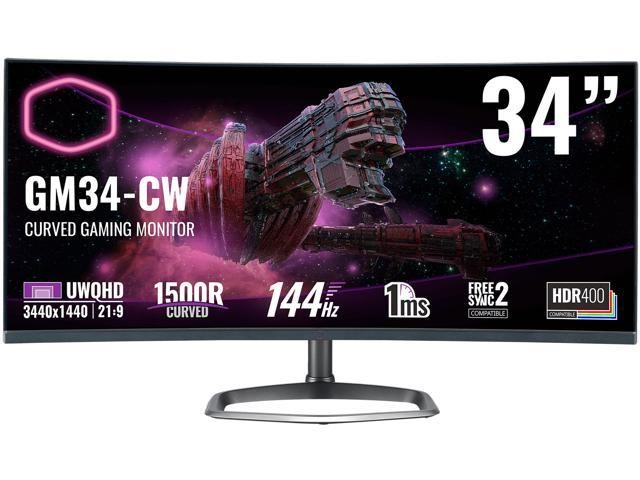 34”
GM34-CW
CURVED GAMING MONITOR
UWQHD
3440x1440 | 21:9
1500R
CURVED
144Hz
1ms
FREE
SYNC 2
COMPATIBLE
HDR400
COMPATIBLE